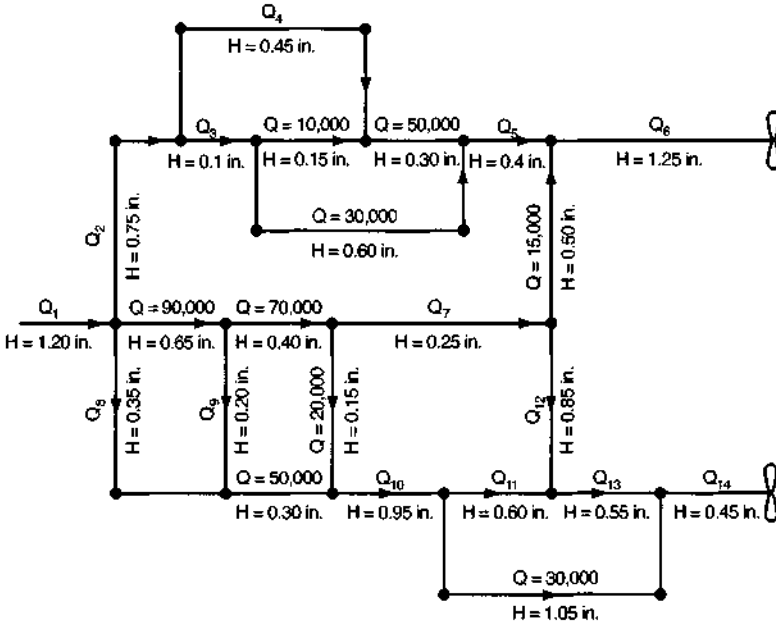 Q4
H = 0.45 in.
Q3 Q = 10,000 Q = 50,000 Q5 Q6
H = 0.1 in. H = 0.15 in. H = 0.30 in. H = 0.4 in. H = 1.25 in.
Q2
H = 0.75 in.
Q = 30,000
H = 0.60 in.
Q = 15,000
H = 0.50 in.
Q1 Q = 90,000 Q = 70,000 Q7
H = 1.20 in. H = 0.65 in. H = 0.40 in. H = 0.25 in.
Q8
H = 0.35 in.
Q9
H = 0.20 in.
Q = 20,000
H = 0.15 in.
Q12
H = 0.85 in.
Q = 50,000 Q10 Q11 Q13 Q14
H = 0.30 in. H = 0.95 in. H = 0.60 in. H = 0.55 in. H = 0.45 in.
Q = 30,000
H = 1.05 in.